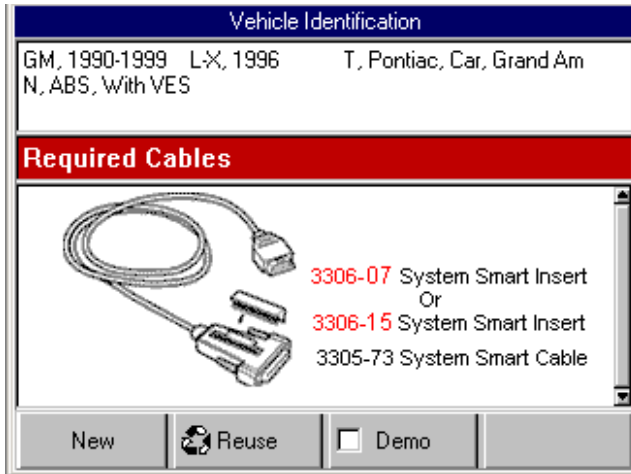 Vehicle Identification
GM, 1990-1999 L-X, 1996 T, Pontiac, Car, Grand Am
N, ABS, With VES
Required Cables
3306-07 System Smart Insert
Or
3306-15 System Smart Insert
3305-73 System Smart Cable
New Reuse Demo